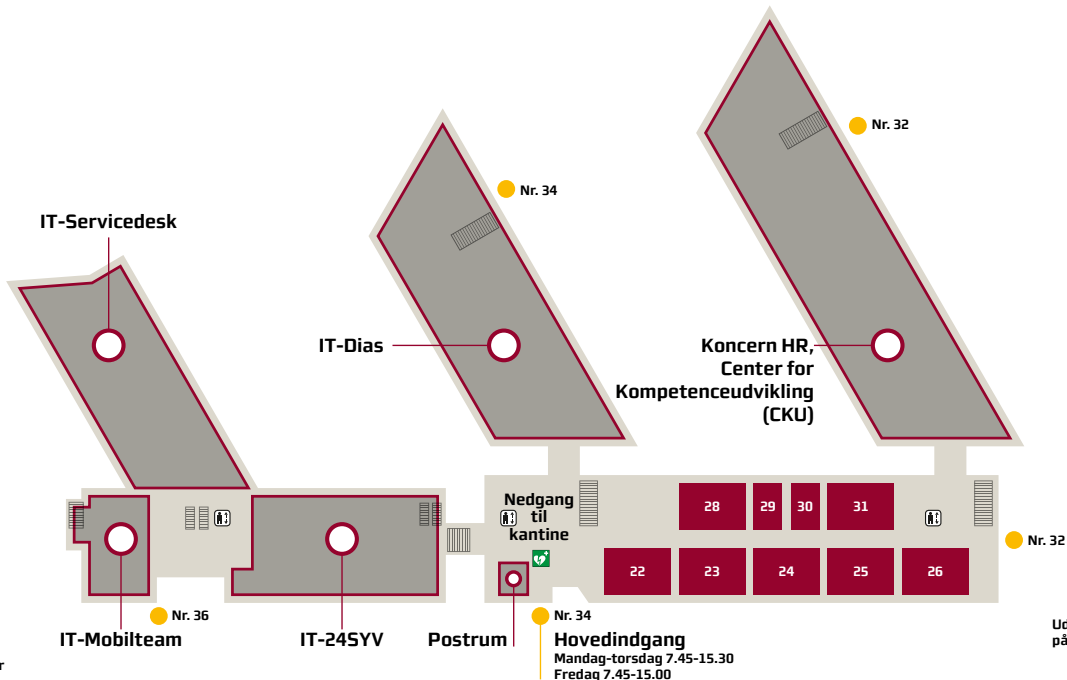 Nr. 32
Nr. 34
IT-Servicedesk
IT-Dias
Koncern HR,
Center for
Kompetenceudvikling
(CKU)
Nedgang
til
kantine
28
29
30
31
22
23
24
25
26
Nr. 32
Nr. 36
Nr. 34
IT-Mobilteam
IT-24SYV
Postrum
Hovedindgang
Mandag-torsdag 7.45-15.30
Fredag 7.45-15.00
Ud
på
r